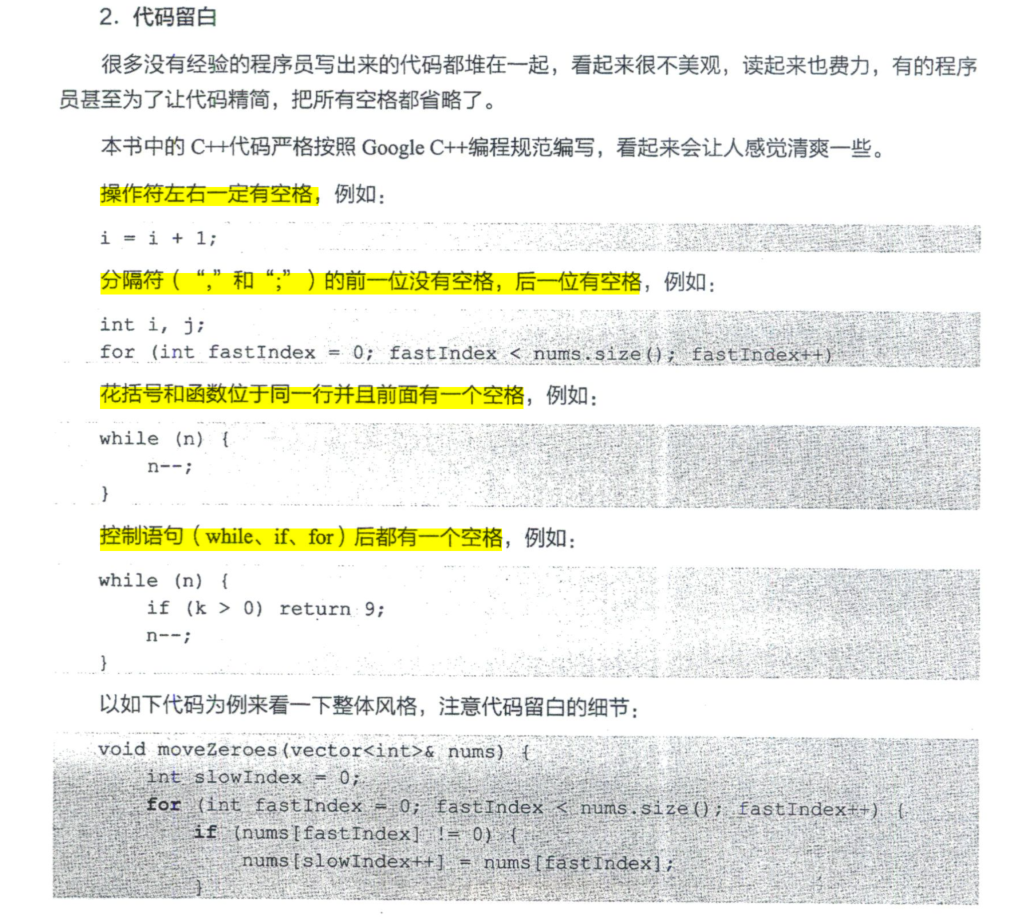 2. 代码留白
很多没有经验的程序员写出来的代码都堆在一起，看起来很不美观，读起来也费力，有的程序
员甚至为了让代码精简，把所有空格都省略了。
本书中的 C++代码严格按照 Google C++编程规范编写，看起来会让人感觉清爽一些。
操作符左右一定有空格，例如：
i = i + 1;
分隔符（“,”和“;”）的前一位没有空格，后一位有空格，例如：
int i, j;
for (int fastIndex = 0; fastIndex < nums.size(); fastIndex++)
花括号和函数位于同一行并且前面有一个空格，例如：
while (n) {
    n--;
}
控制语句（while、if、for）后都有一个空格，例如：
while (n) {
    if (k > 0) return 9;
    n--;
}
以如下代码为例来看一下整体风格，注意代码留白的细节：
void moveZeroes(vector<int>& nums) {
    int slowIndex = 0;
    for (int fastIndex = 0; fastIndex < nums.size(); fastIndex++) {
        if (nums[fastIndex] != 0) {
            nums[slowIndex++] = nums[fastIndex];
        }